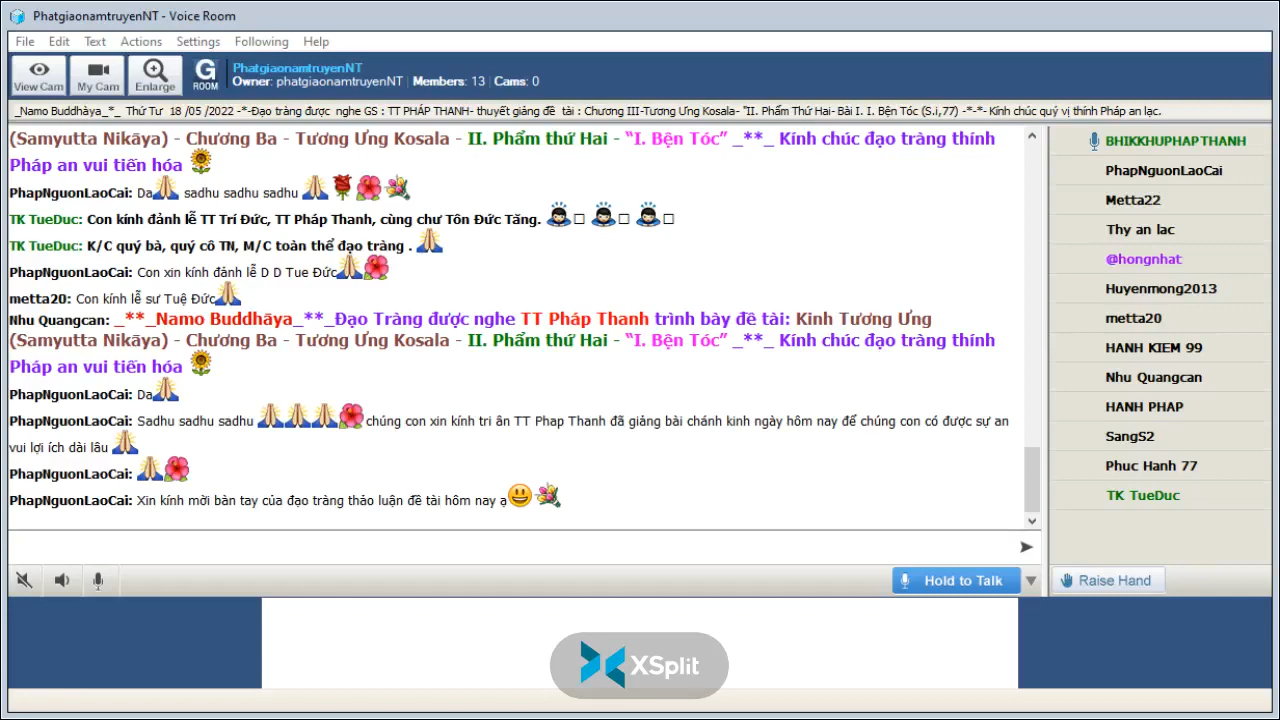 PhatgiaonamtruyenNT - Voice Room
File Edit Text Actions Settings Following Help
View Cam My Cam Enlarge G ROOM
PhatgiaonamtruyenNT
Owner: phatgiaonamtruyenNT | Members: 13 | Cams: 0
_Namo Buddhàya_*_ Thứ Tư 18 /05 /2022 -*-Đạo tràng được nghe GS : TT PHÁP THANH- thuyết giảng đề tài : Chương III-Tương Ưng Kosala- "II. Phẩm Thứ Hai- Bài I. I. Bện Tóc (S.i,77) -*-*- Kính chúc quý vị thính Pháp an lạc.
(Samyutta Nikāya) - Chương Ba - Tương Ưng Kosala - II. Phẩm thứ Hai - “I. Bện Tóc” _**_ Kính chúc đạo tràng thính
Pháp an vui tiến hóa
PhapNguonLaoCai: Da sadhu sadhu sadhu
TK TueDuc: Con kính đảnh lễ TT Trí Đức, TT Pháp Thanh, cùng chư Tôn Đức Tăng.
TK TueDuc: K/C quý bà, quý cô TN, M/C toàn thể đạo tràng .
PhapNguonLaoCai: Con xin kính đảnh lễ D D Tue Đức
metta20: Con kính lễ sư Tuệ Đức
Nhu Quangcan: _**_Namo Buddhāya_**_Đạo Tràng được nghe TT Pháp Thanh trình bày đề tài: Kinh Tương Ưng
(Samyutta Nikāya) - Chương Ba - Tương Ưng Kosala - II. Phẩm thứ Hai - “I. Bện Tóc” _**_ Kính chúc đạo tràng thính
Pháp an vui tiến hóa
PhapNguonLaoCai: Da
PhapNguonLaoCai: Sadhu sadhu sadhu chúng con xin kính tri ân TT Phap Thanh đã giảng bài chánh kinh ngày hôm nay để chúng con có được sự an
vui lợi ích dài lâu
PhapNguonLaoCai:
PhapNguonLaoCai: Xin kính mời bàn tay của đạo tràng thảo luận đề tài hôm nay ạ
BHIKKHUPHAPTHANH
PhapNguonLaoCai
Metta22
Thy an lac
@hongnhat
Huyenmong2013
metta20
HANH KIEM 99
Nhu Quangcan
HANH PHAP
SangS2
Phuc Hanh 77
TK TueDuc
Hold to Talk
Raise Hand
XSplit